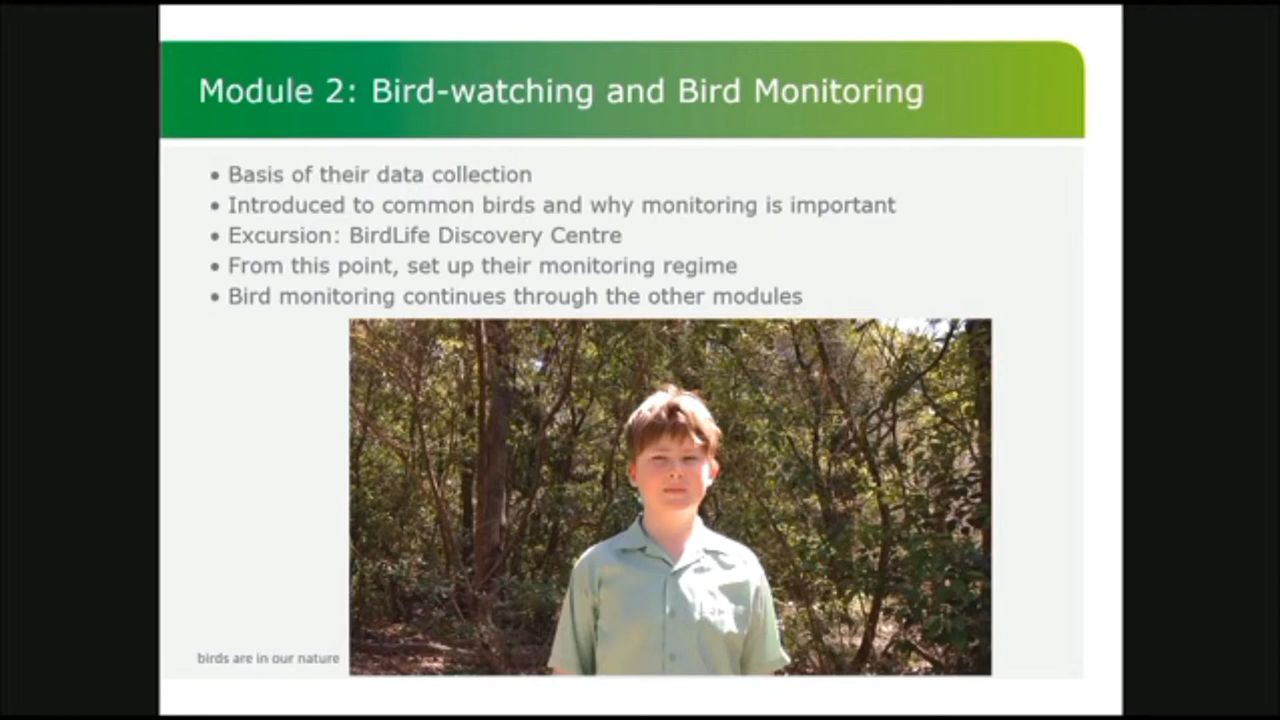 Module 2: Bird-watching and Bird Monitoring
• Basis of their data collection
• Introduced to common birds and why monitoring is important
• Excursion: BirdLife Discovery Centre
• From this point, set up their monitoring regime
• Bird monitoring continues through the other modules
birds are in our nature